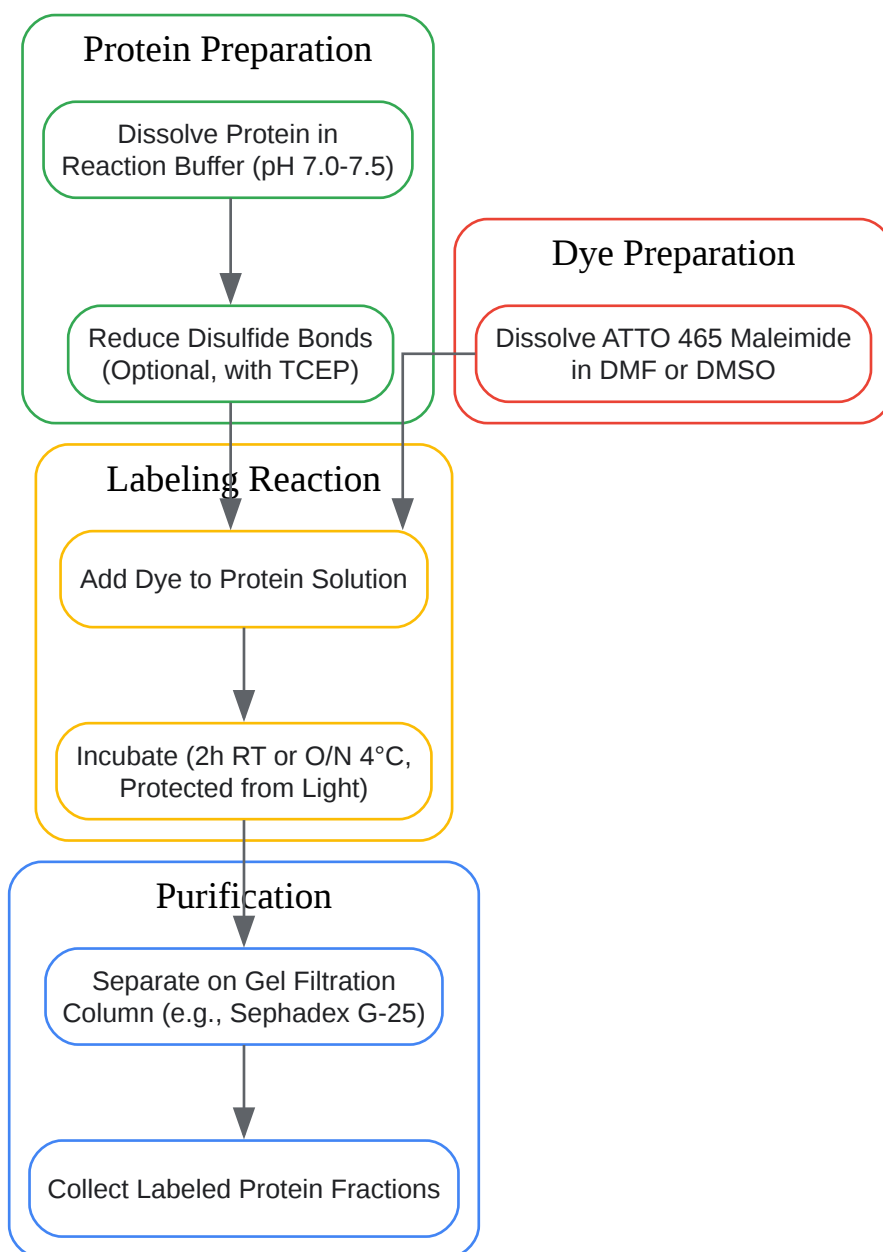 Protein Preparation
Dissolve Protein in
Reaction Buffer (pH 7.0-7.5)
Reduce Disulfide Bonds
(Optional, with TCEP)
Dye Preparation
Dissolve ATTO 465 Maleimide
in DMF or DMSO
Labeling Reaction
Add Dye to Protein Solution
Incubate (2h RT or O/N 4°C,
Protected from Light)
Purification
Separate on Gel Filtration
Column (e.g., Sephadex G-25)
Collect Labeled Protein Fractions